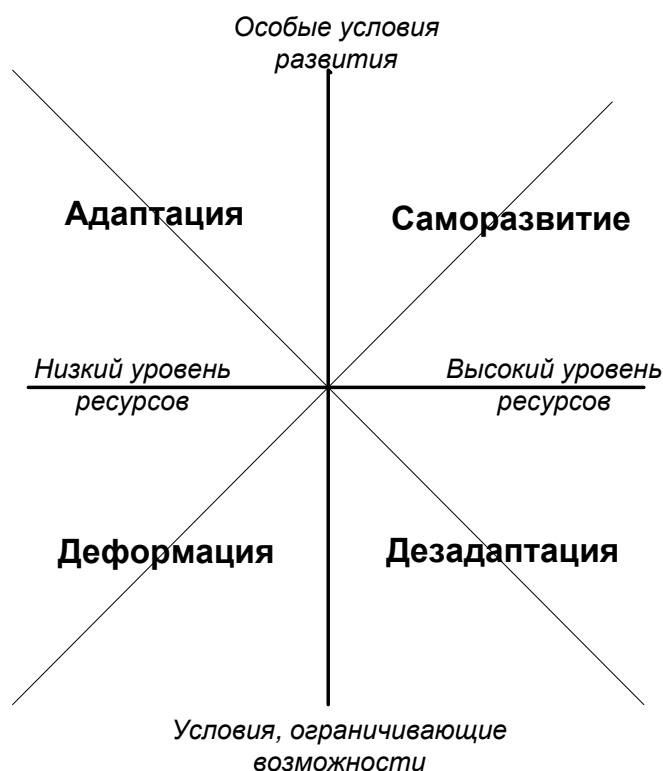 Особые условия
развития
Адаптация
Саморазвитие
Низкий уровень
ресурсов
Высокий уровень
ресурсов
Деформация
Дезадаптация
Условия, ограничивающие
возможности